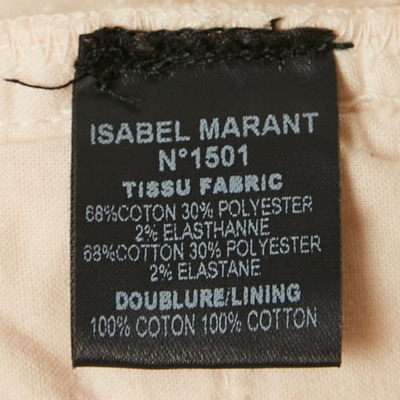 ISABEL MARANT
N°1501
TISSU FABRIC
68%COTON 30% POLYESTER
2% ELASTHANNE
68%COTTON 30% POLYESTER
2% ELASTANE
DOUBLURE/LINING
100% COTON 100% COTTON